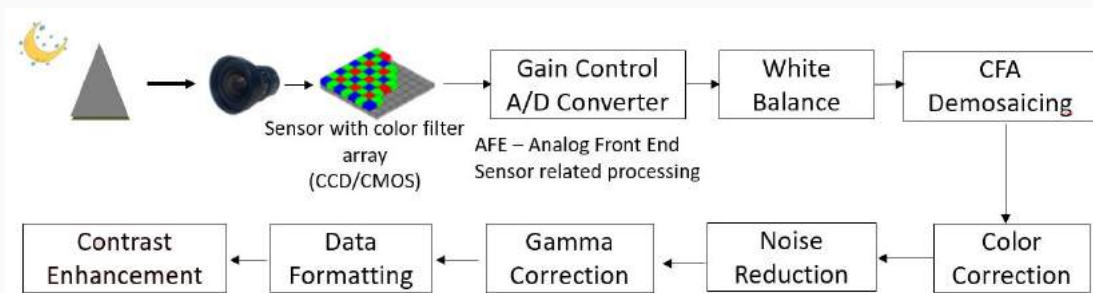 Gain Control
A/D Converter
White
Balance
CFA
Demosaicing
Sensor with color filter
array
(CCD/CMOS)
AFE – Analog Front End
Sensor related processing
Contrast
Enhancement
Data
Formatting
Gamma
Correction
Noise
Reduction
Color
Correction